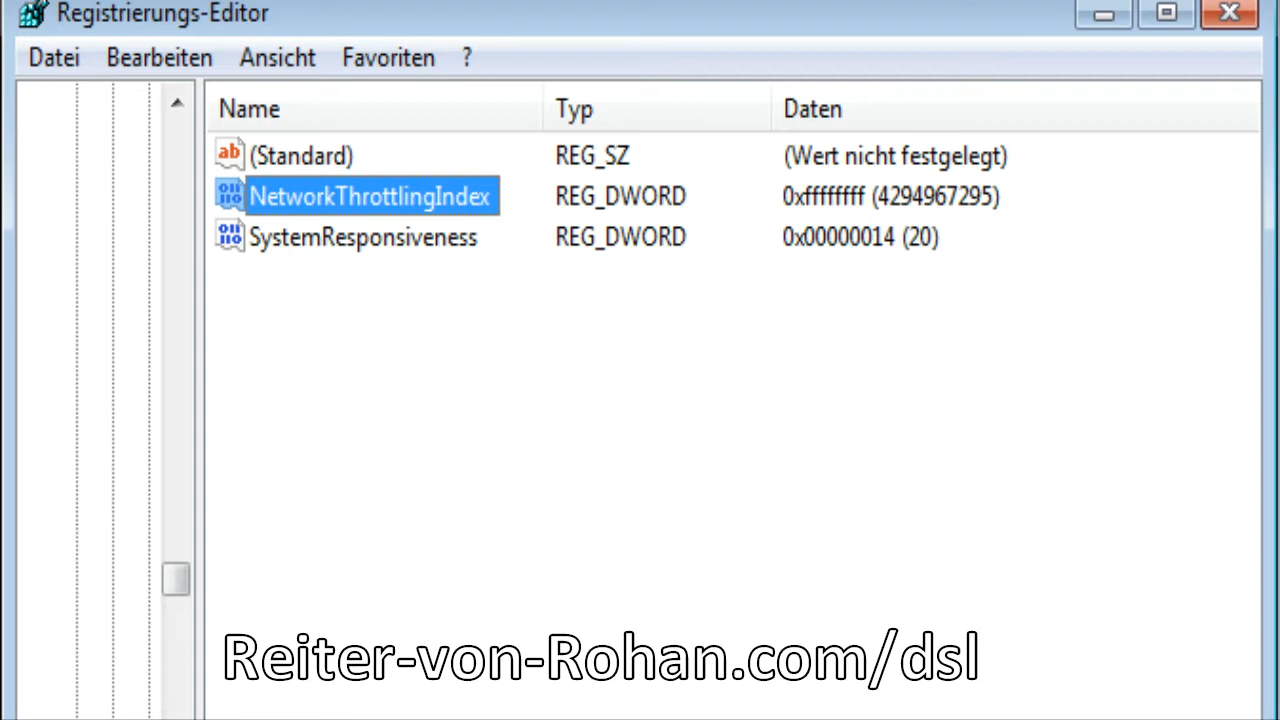 Registrierungs-Editor
Datei Bearbeiten Ansicht Favoriten ?
Name Typ Daten
ab (Standard) REG_SZ (Wert nicht festgelegt)
NetworkThrottlingIndex REG_DWORD 0xffffffff (4294967295)
SystemResponsiveness REG_DWORD 0x00000014 (20)
Reiter-von-Rohan.com/dsl